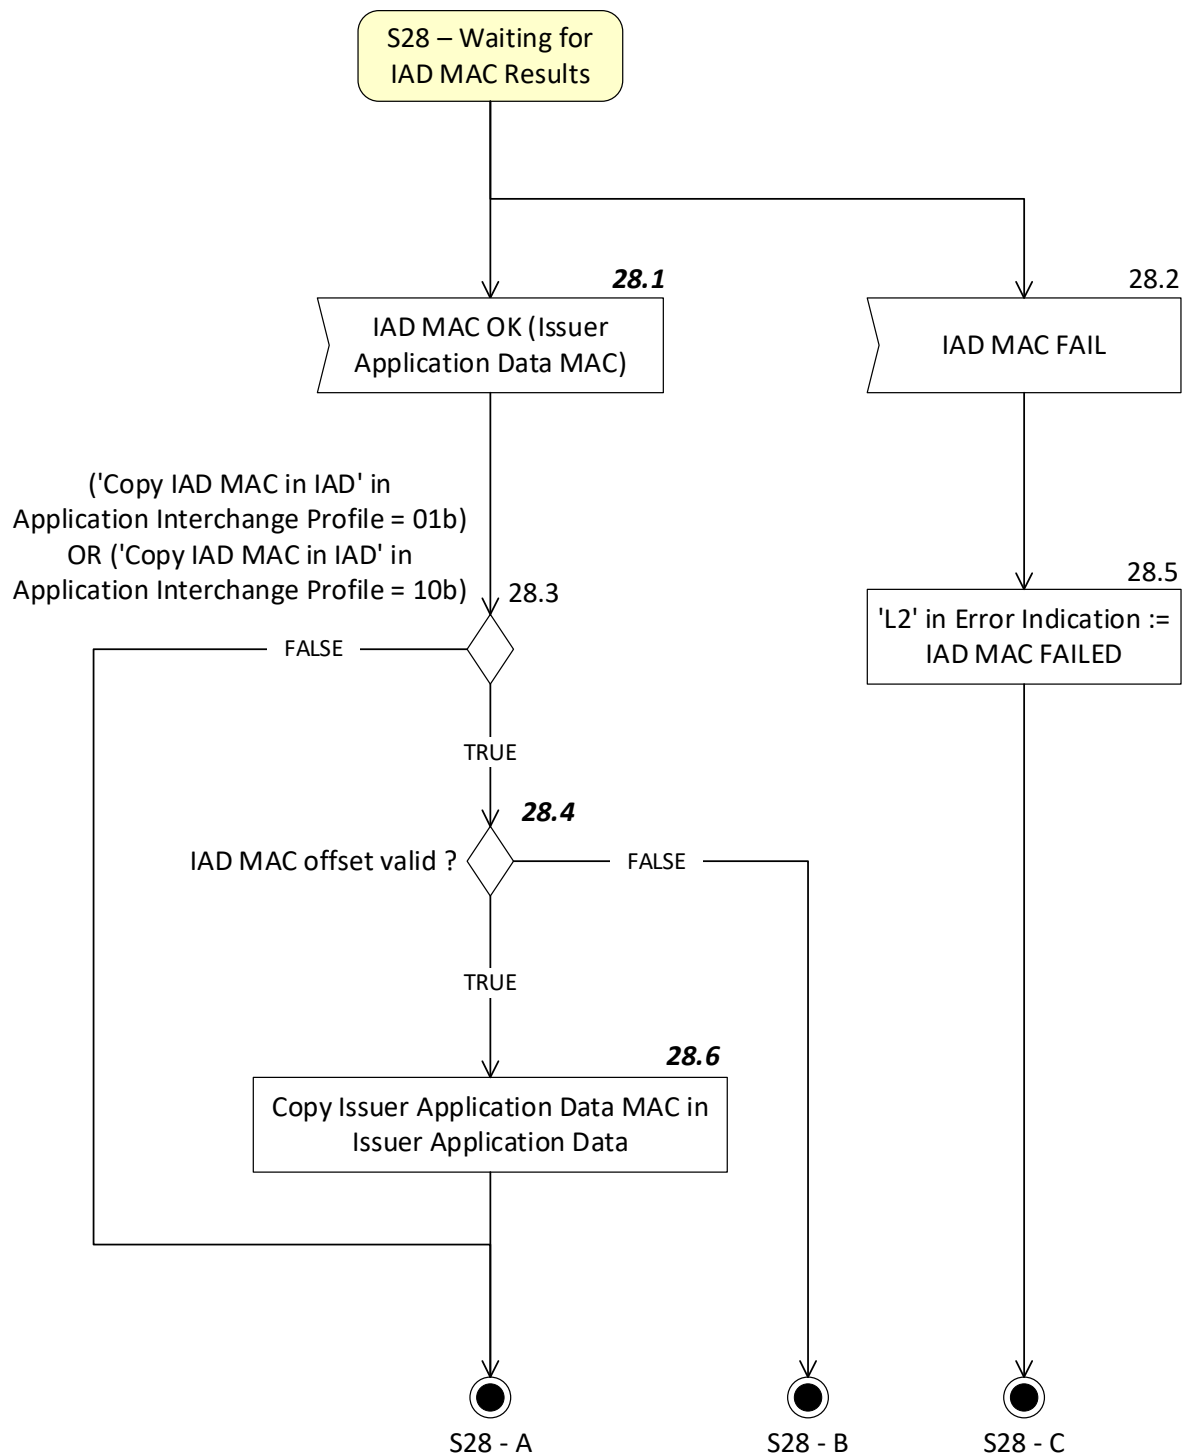 S28 – Waiting for
IAD MAC Results
28.1
IAD MAC OK (Issuer
Application Data MAC)
28.2
IAD MAC FAIL
('Copy IAD MAC in IAD' in
Application Interchange Profile = 01b)
OR ('Copy IAD MAC in IAD' in
Application Interchange Profile = 10b)
28.3
28.5
'L2' in Error Indication :=
IAD MAC FAILED
FALSE
TRUE
28.4
IAD MAC offset valid ?
FALSE
TRUE
28.6
Copy Issuer Application Data MAC in
Issuer Application Data
S28 - A
S28 - B
S28 - C